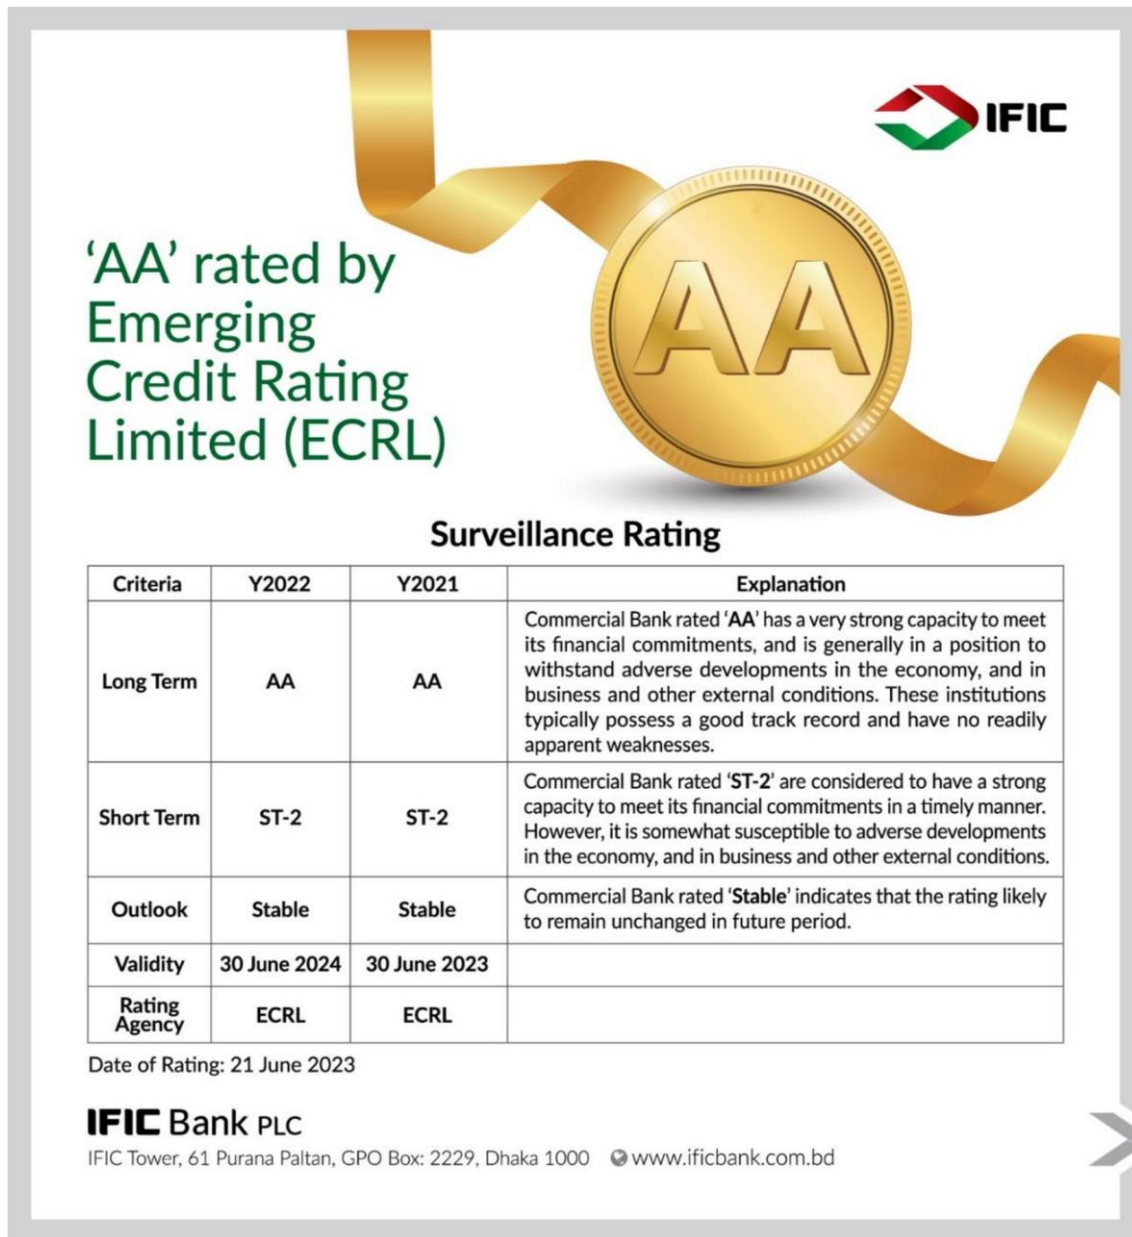 IFIC
'AA' rated by
Emerging
Credit Rating
Limited (ECRL)
AA
Surveillance Rating
Criteria Y2022 Y2021 Explanation
Long Term AA AA
Commercial Bank rated 'AA' has a very strong capacity to meet
its financial commitments, and is generally in a position to
withstand adverse developments in the economy, and in
business and other external conditions. These institutions
typically possess a good track record and have no readily
apparent weaknesses.
Short Term ST-2 ST-2
Commercial Bank rated 'ST-2' are considered to have a strong
capacity to meet its financial commitments in a timely manner.
However, it is somewhat susceptible to adverse developments
in the economy, and in business and other external conditions.
Outlook Stable Stable
Commercial Bank rated 'Stable' indicates that the rating likely
to remain unchanged in future period.
Validity 30 June 2024 30 June 2023
Rating
Agency ECRL ECRL
Date of Rating: 21 June 2023
IFIC Bank PLC
IFIC Tower, 61 Purana Paltan, GPO Box: 2229, Dhaka 1000 www.ificbank.com.bd